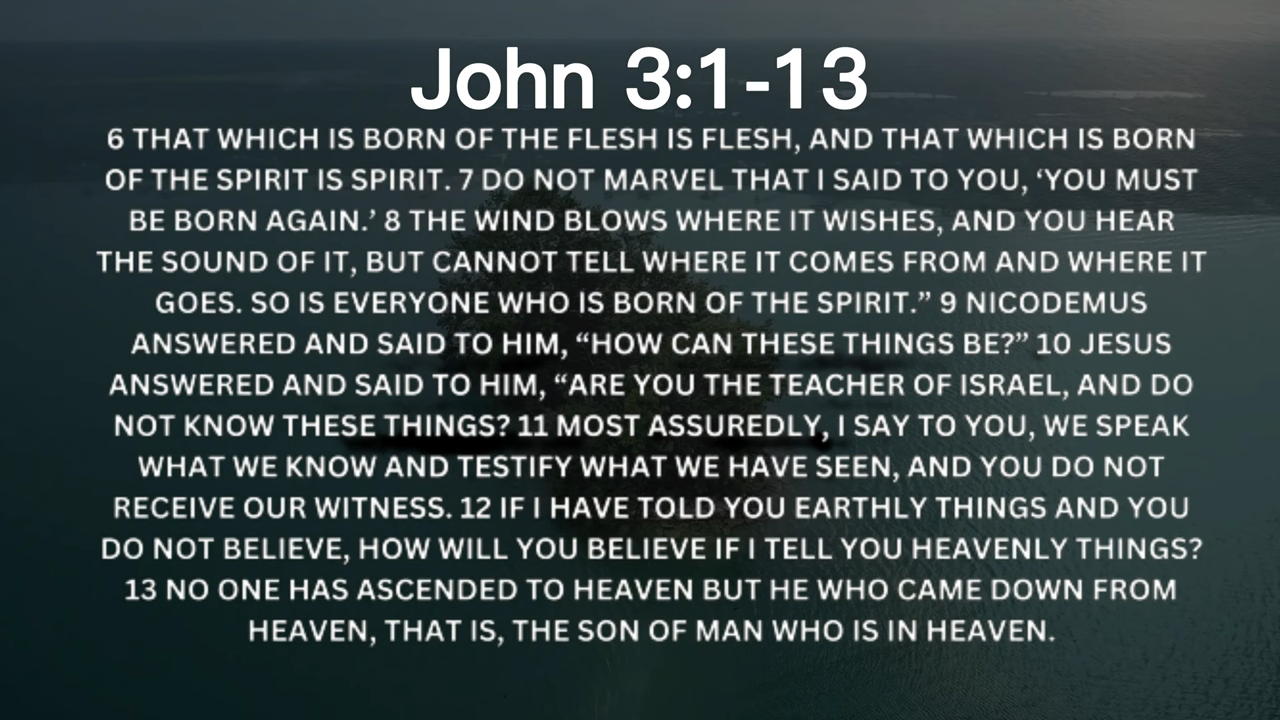 John 3:1-13
6 THAT WHICH IS BORN OF THE FLESH IS FLESH, AND THAT WHICH IS BORN
OF THE SPIRIT IS SPIRIT. 7 DO NOT MARVEL THAT I SAID TO YOU, ‘YOU MUST
BE BORN AGAIN.’ 8 THE WIND BLOWS WHERE IT WISHES, AND YOU HEAR
THE SOUND OF IT, BUT CANNOT TELL WHERE IT COMES FROM AND WHERE IT
GOES. SO IS EVERYONE WHO IS BORN OF THE SPIRIT.” 9 NICODEMUS
ANSWERED AND SAID TO HIM, “HOW CAN THESE THINGS BE?” 10 JESUS
ANSWERED AND SAID TO HIM, “ARE YOU THE TEACHER OF ISRAEL, AND DO
NOT KNOW THESE THINGS? 11 MOST ASSUREDLY, I SAY TO YOU, WE SPEAK
WHAT WE KNOW AND TESTIFY WHAT WE HAVE SEEN, AND YOU DO NOT
RECEIVE OUR WITNESS. 12 IF I HAVE TOLD YOU EARTHLY THINGS AND YOU
DO NOT BELIEVE, HOW WILL YOU BELIEVE IF I TELL YOU HEAVENLY THINGS?
13 NO ONE HAS ASCENDED TO HEAVEN BUT HE WHO CAME DOWN FROM
HEAVEN, THAT IS, THE SON OF MAN WHO IS IN HEAVEN.